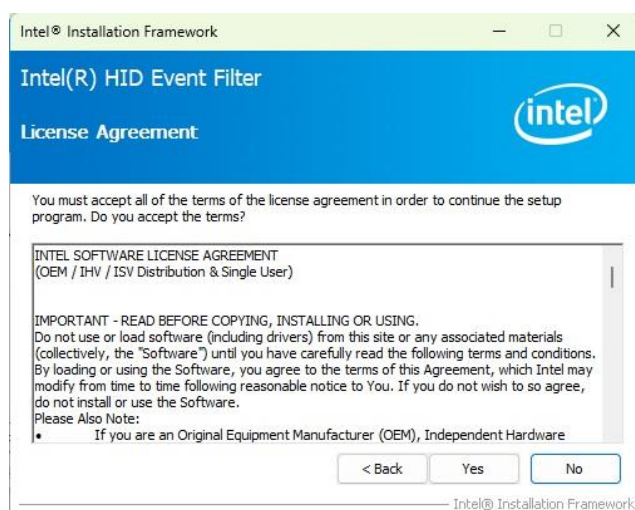 Intel® Installation Framework
Intel(R) HID Event Filter
intel
License Agreement
You must accept all of the terms of the license agreement in order to continue the setup
program. Do you accept the terms?
INTEL SOFTWARE LICENSE AGREEMENT
(OEM / IHV / ISV Distribution & Single User)
IMPORTANT - READ BEFORE COPYING, INSTALLING OR USING.
Do not use or load software (including drivers) from this site or any associated materials
(collectively, the "Software") until you have carefully read the following terms and conditions.
By loading or using the Software, you agree to the terms of this Agreement, which Intel may
modify from time to time following reasonable notice to You. If you do not wish to so agree,
do not install or use the Software.
Please Also Note:
• If you are an Original Equipment Manufacturer (OEM), Independent Hardware
< Back Yes No
Intel® Installation Framework